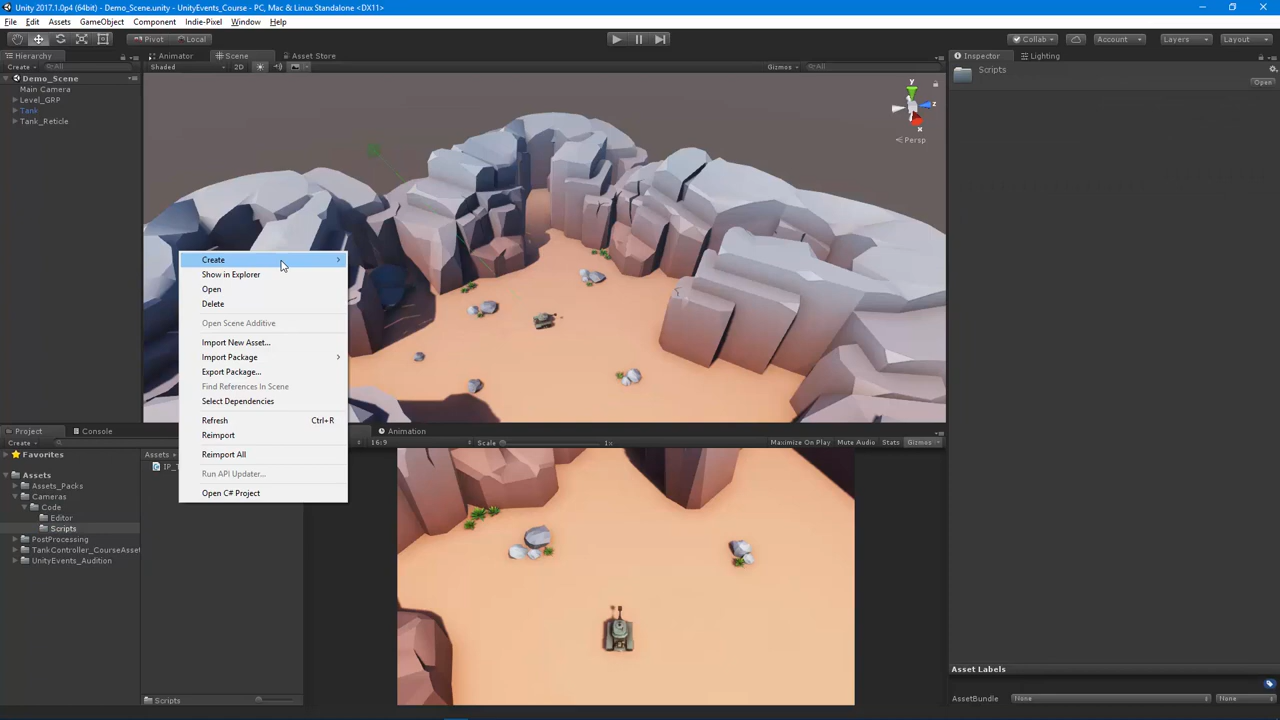 Unity 2017.1.0p4 (64bit) - Demo_Scene.unity - UnityEvents_Course - PC, Mac & Linux Standalone <DX11>
File Edit Assets GameObject Component Indie-Pixel Window Help
Pivot Local Collab Account Layers Layout
Hierarchy Animator Scene Asset Store Inspector Lighting
Create All Shaded 2D Gizmos All
Scripts
Open
Demo_Scene
Main Camera
Level_GRP
Tank
Tank_Reticle
y
z
x
Persp
Create
Show in Explorer
Open
Delete
Open Scene Additive
Import New Asset...
Import Package
Export Package...
Find References In Scene
Select Dependencies
Refresh Ctrl+R
Reimport
Reimport All
Run API Updater...
Open C# Project
Project Console Animation
Create 16:9 Scale 1x Maximize On Play Mute Audio Stats Gizmos
Favorites
Assets
Assets_Packs
Cameras
Code
Editor
Scripts
PostProcessing
TankController_CourseAsset
UnityEvents_Audition
Assets
Scripts
Asset Labels
AssetBundle None None